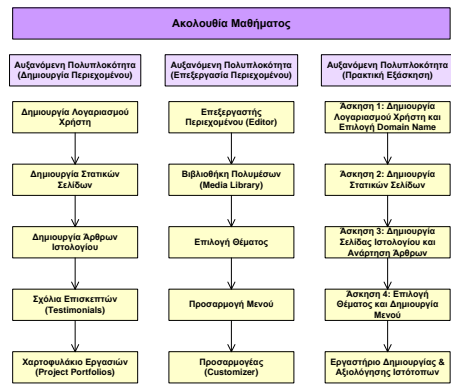 Ακολουθία Μαθήματος
Αυξανόμενη Πολυπλοκότητα
(Δημιουργία Περιεχομένου)
Δημιουργία Λογαριασμού
Χρήστη
Δημιουργία Στατικών
Σελίδων
Δημιουργία Άρθρων
Ιστολογίου
Σχόλια Επισκεπτών
(Testimonials)
Χαρτοφυλάκιο Εργασιών
(Project Portfolios)
Αυξανόμενη Πολυπλοκότητα
(Επεξεργασία Περιεχομένου)
Επεξεργαστής
Περιεχομένου (Editor)
Βιβλιοθήκη Πολυμέσων
(Media Library)
Επιλογή Θέματος
Προσαρμογή Μενού
Προσαρμογέας
(Customizer)
Αυξανόμενη Πολυπλοκότητα
(Πρακτική Εξάσκηση)
Άσκηση 1: Δημιουργία
Λογαριασμού Χρήστη και
Επιλογή Domain Name
Άσκηση 2: Δημιουργία
Στατικών Σελίδων
Άσκηση 3: Δημιουργία
Σελίδας Ιστολογίου και
Ανάρτηση Άρθρων
Άσκηση 4: Επιλογή
Θέματος και Δημιουργία
Μενού
Εργαστήριο Δημιουργίας &
Αξιολόγησης Ιστότοπων